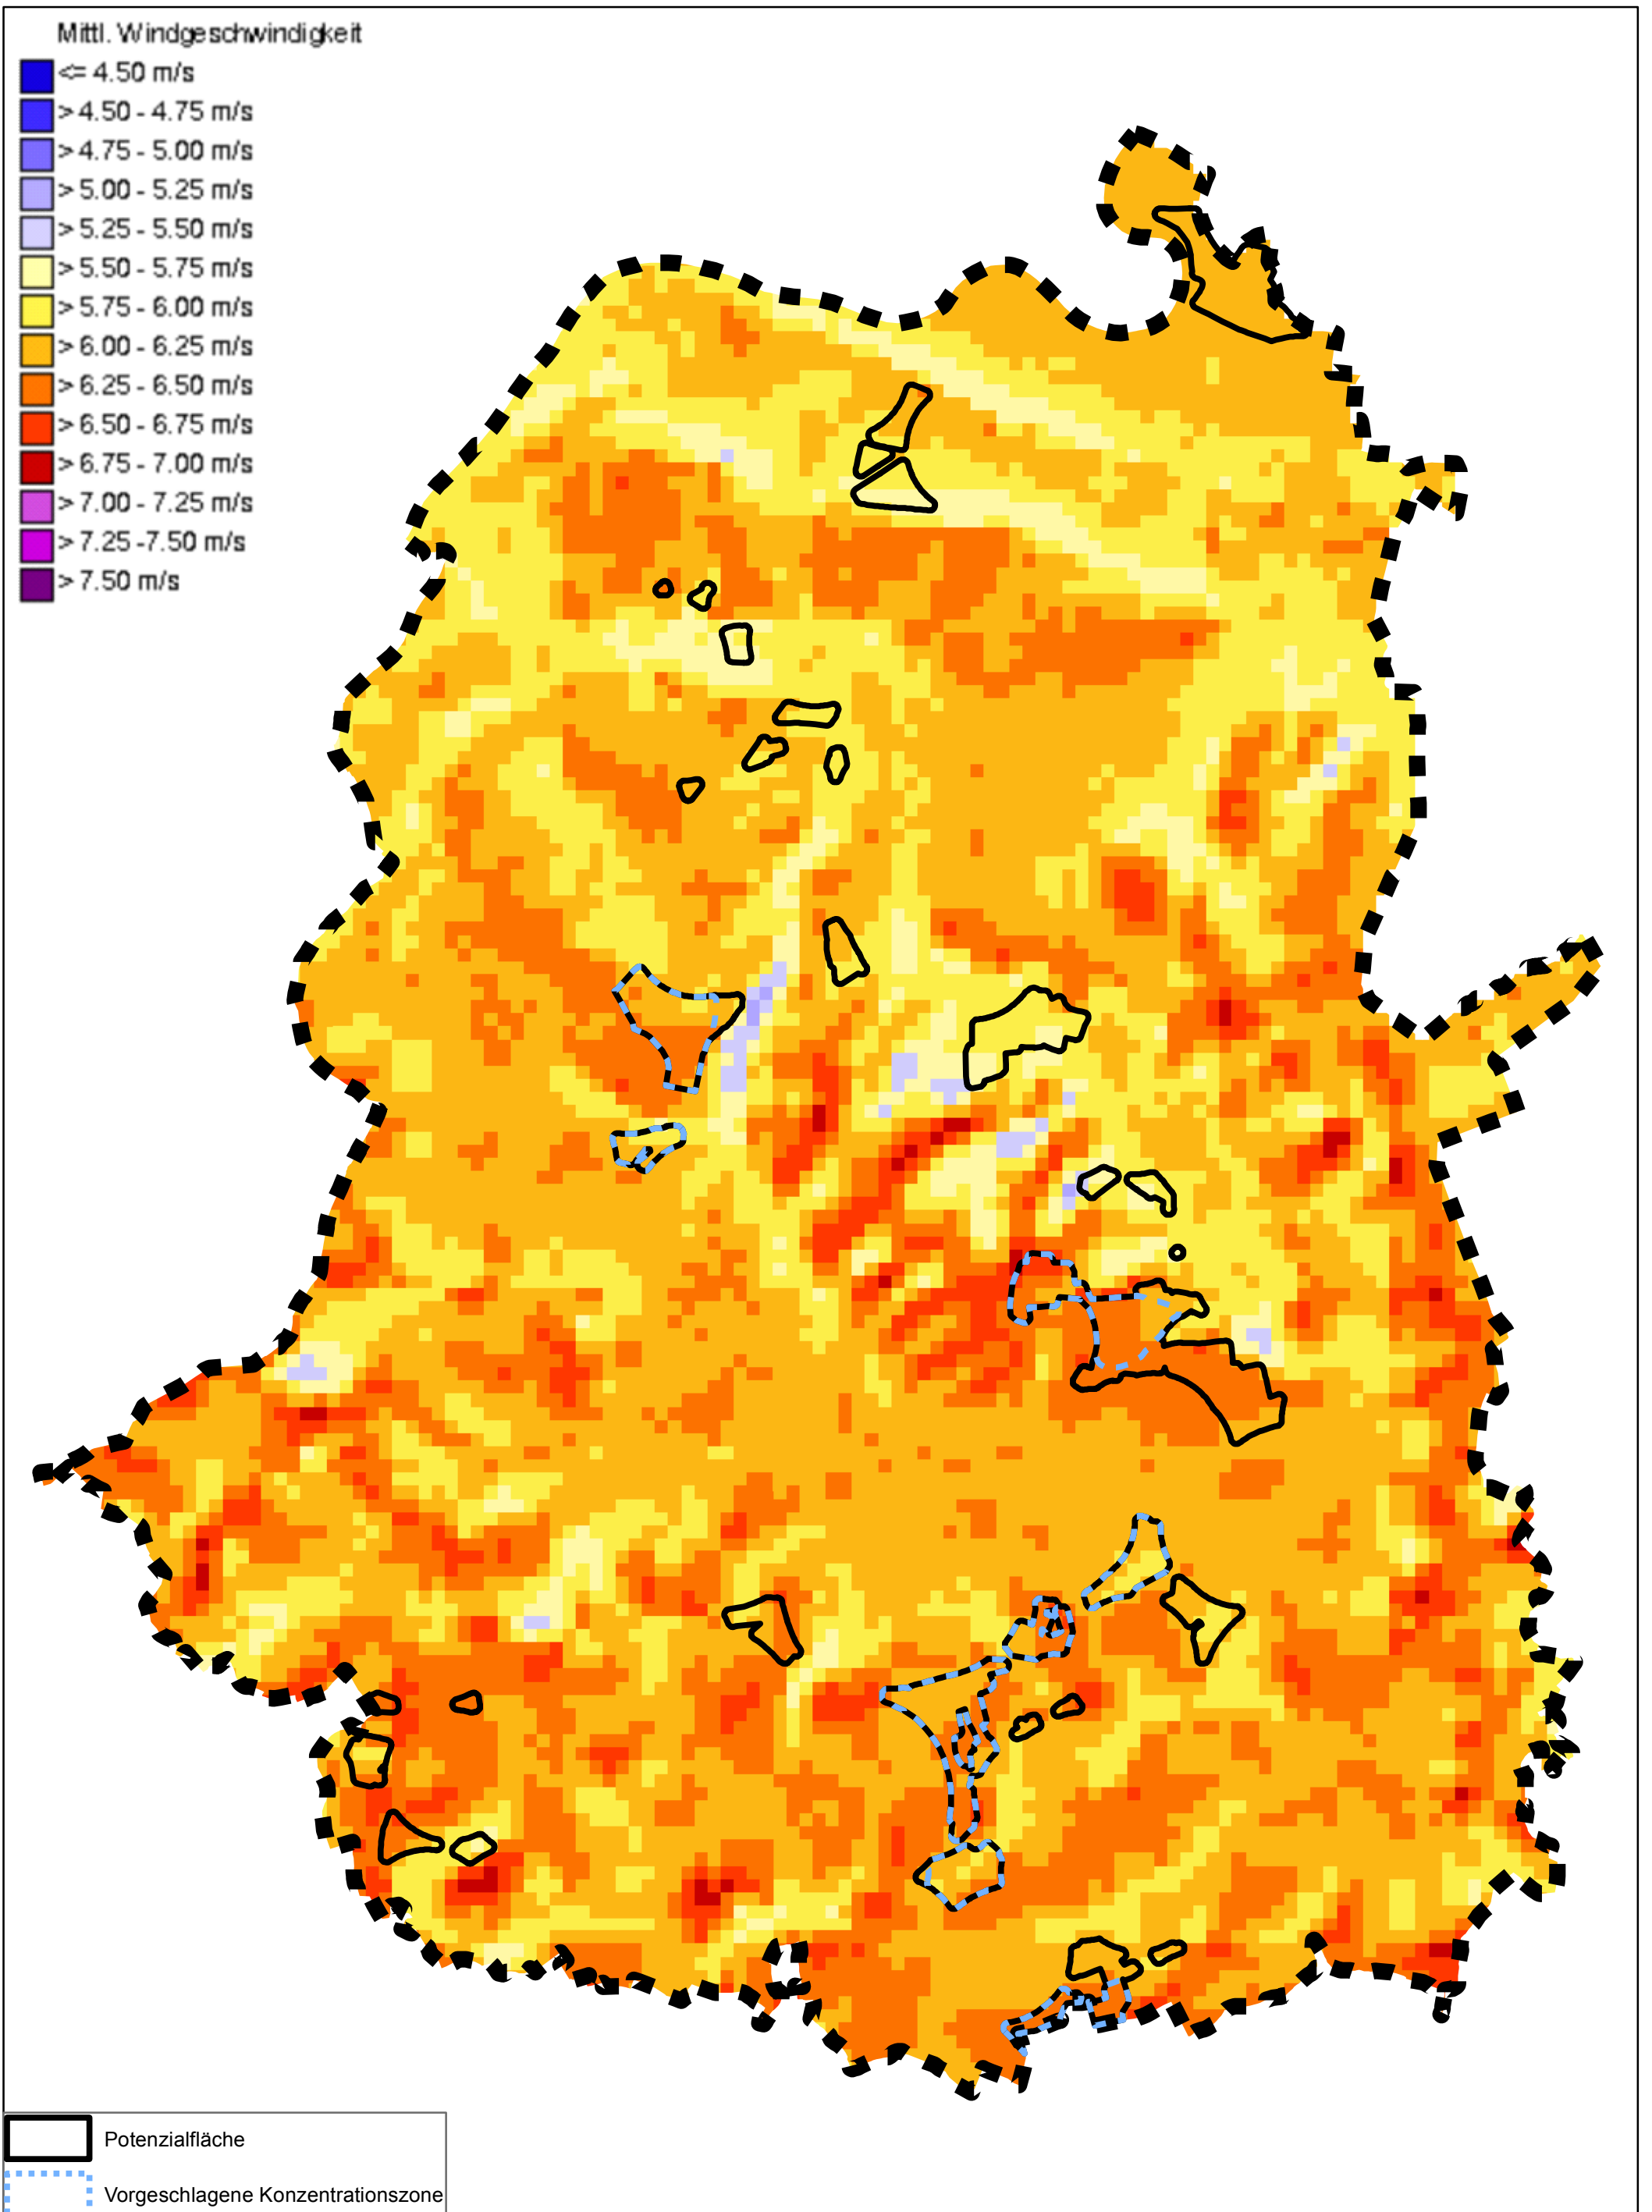 Mittl. Windgeschwindigkeit
<= 4.50 m/s
> 4.50 - 4.75 m/s
> 4.75 - 5.00 m/s
> 5.00 - 5.25 m/s
> 5.25 - 5.50 m/s
> 5.50 - 5.75 m/s
> 5.75 - 6.00 m/s
> 6.00 - 6.25 m/s
> 6.25 - 6.50 m/s
> 6.50 - 6.75 m/s
> 6.75 - 7.00 m/s
> 7.00 - 7.25 m/s
> 7.25 -7.50 m/s
> 7.50 m/s
Potenzialfläche
Vorgeschlagene Konzentrationszone